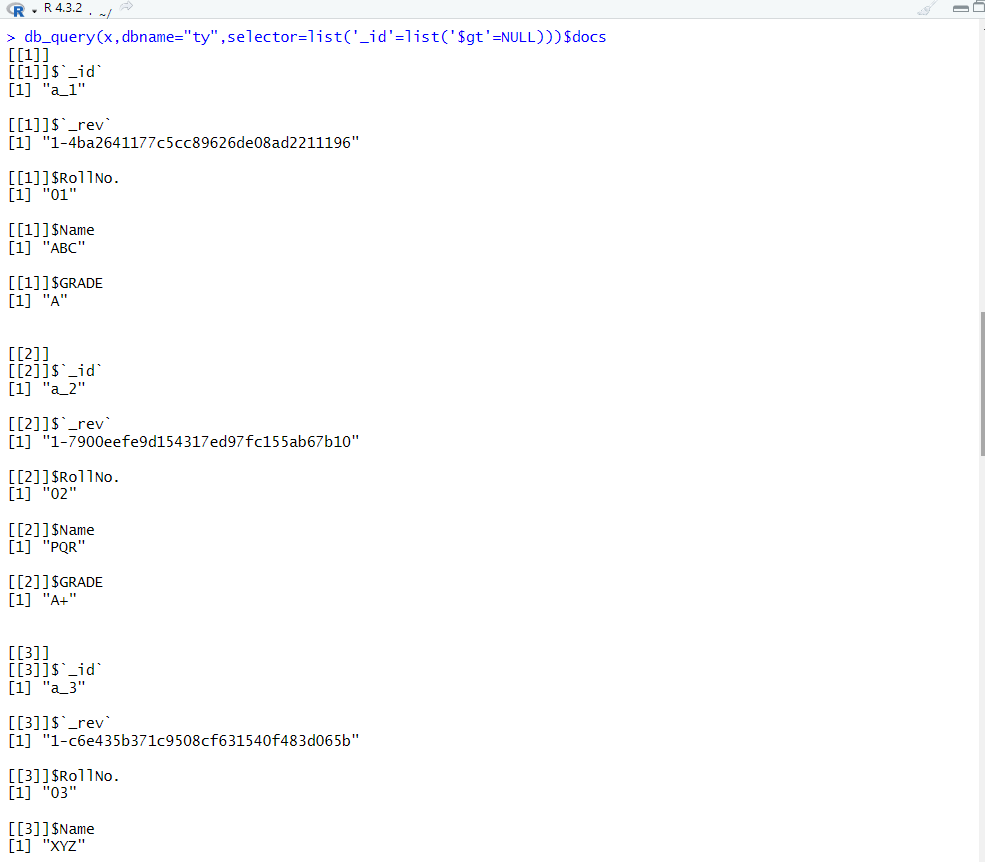 R 4.3.2 . ~/
> db_query(x,dbname="ty",selector=list('_id'=list('$gt'=NULL)))$docs
[[1]]
[[1]]$`_id`
[1] "a_1"
[[1]]$`_rev`
[1] "1-4ba2641177c5cc89626de08ad2211196"
[[1]]$RollNo.
[1] "01"
[[1]]$Name
[1] "ABC"
[[1]]$GRADE
[1] "A"
[[2]]
[[2]]$`_id`
[1] "a_2"
[[2]]$`_rev`
[1] "1-7900eefe9d154317ed97fc155ab67b10"
[[2]]$RollNo.
[1] "02"
[[2]]$Name
[1] "PQR"
[[2]]$GRADE
[1] "A+"
[[3]]
[[3]]$`_id`
[1] "a_3"
[[3]]$`_rev`
[1] "1-c6e435b371c9508cf631540f483d065b"
[[3]]$RollNo.
[1] "03"
[[3]]$Name
[1] "XYZ"